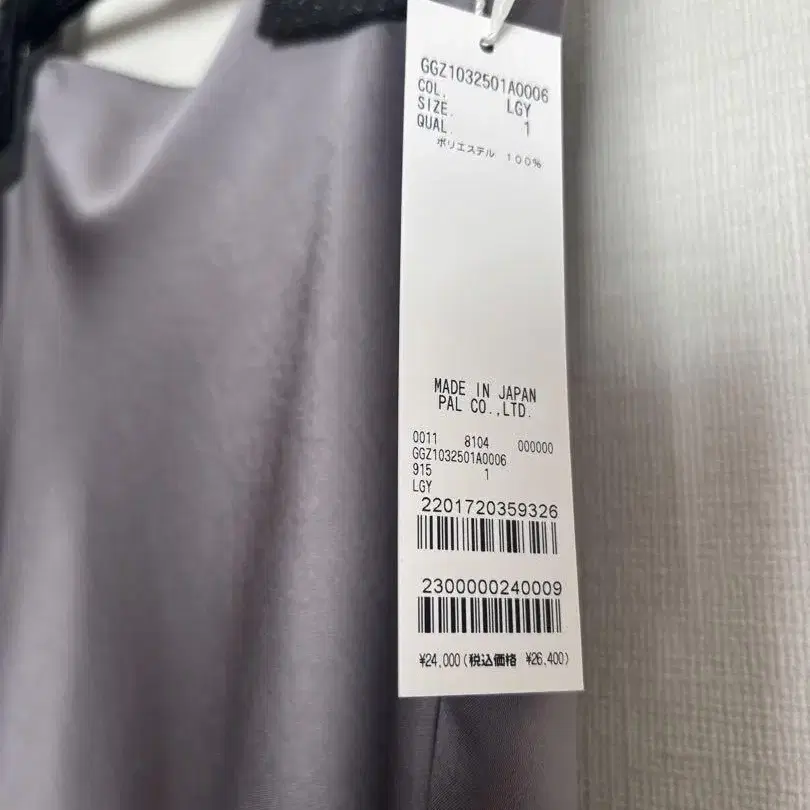 GGZ1032501A0006
COL. LGY
SIZE. 1
QUAL.
ポリエステル 100%
MADE IN JAPAN
PAL CO.,LTD.
0011 8104 000000
GGZ1032501A0006
915 1
LGY
2201720359326
2300000240009
¥24,000(税込価格 ¥26,400)